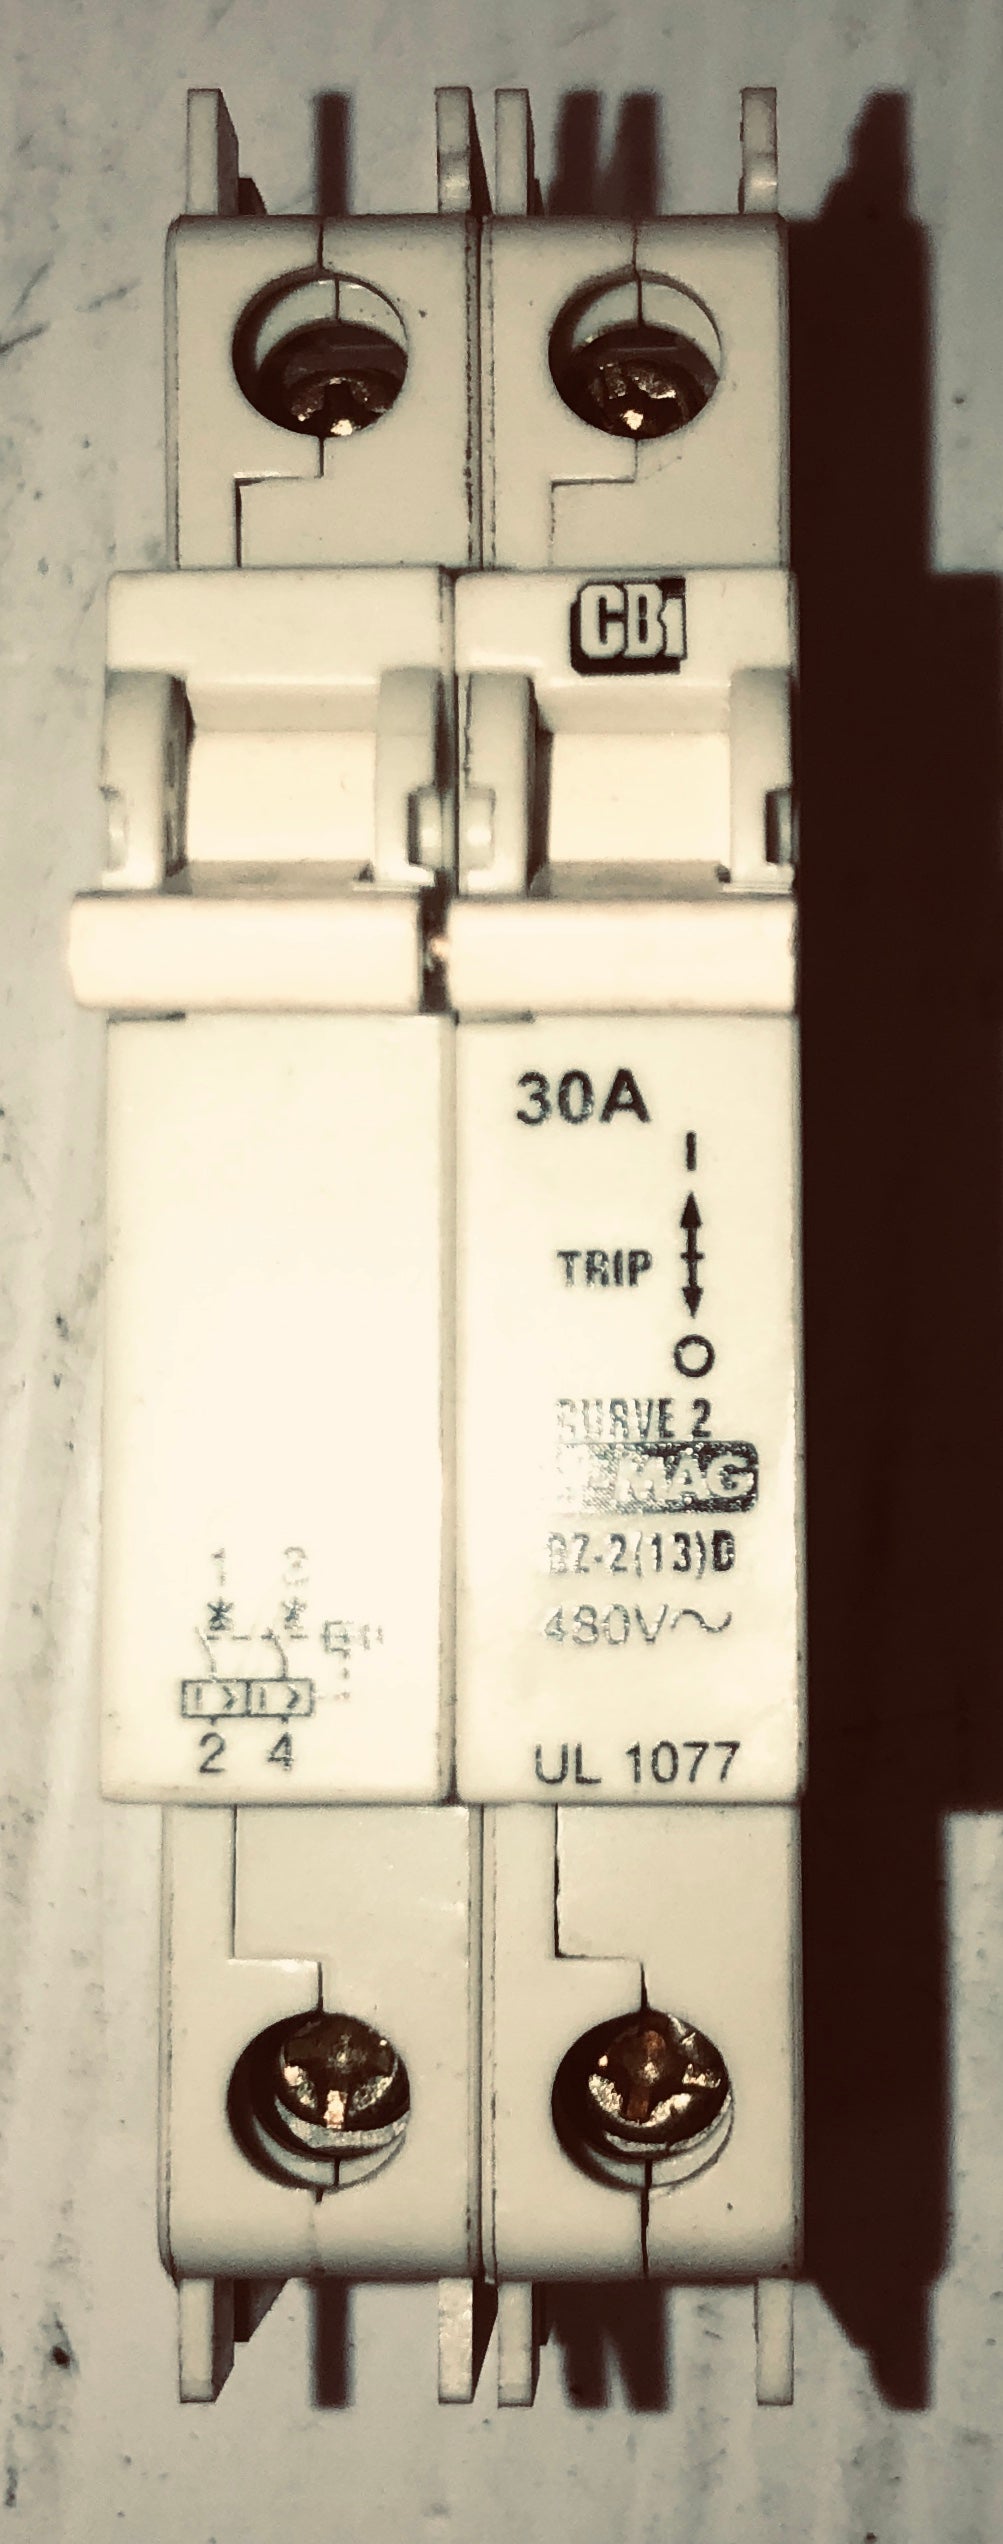 CBi
30A
I
TRIP
O
CURVE 2
MAG
BZ-2(13)D
480V~
UL 1077
1 3
2 4